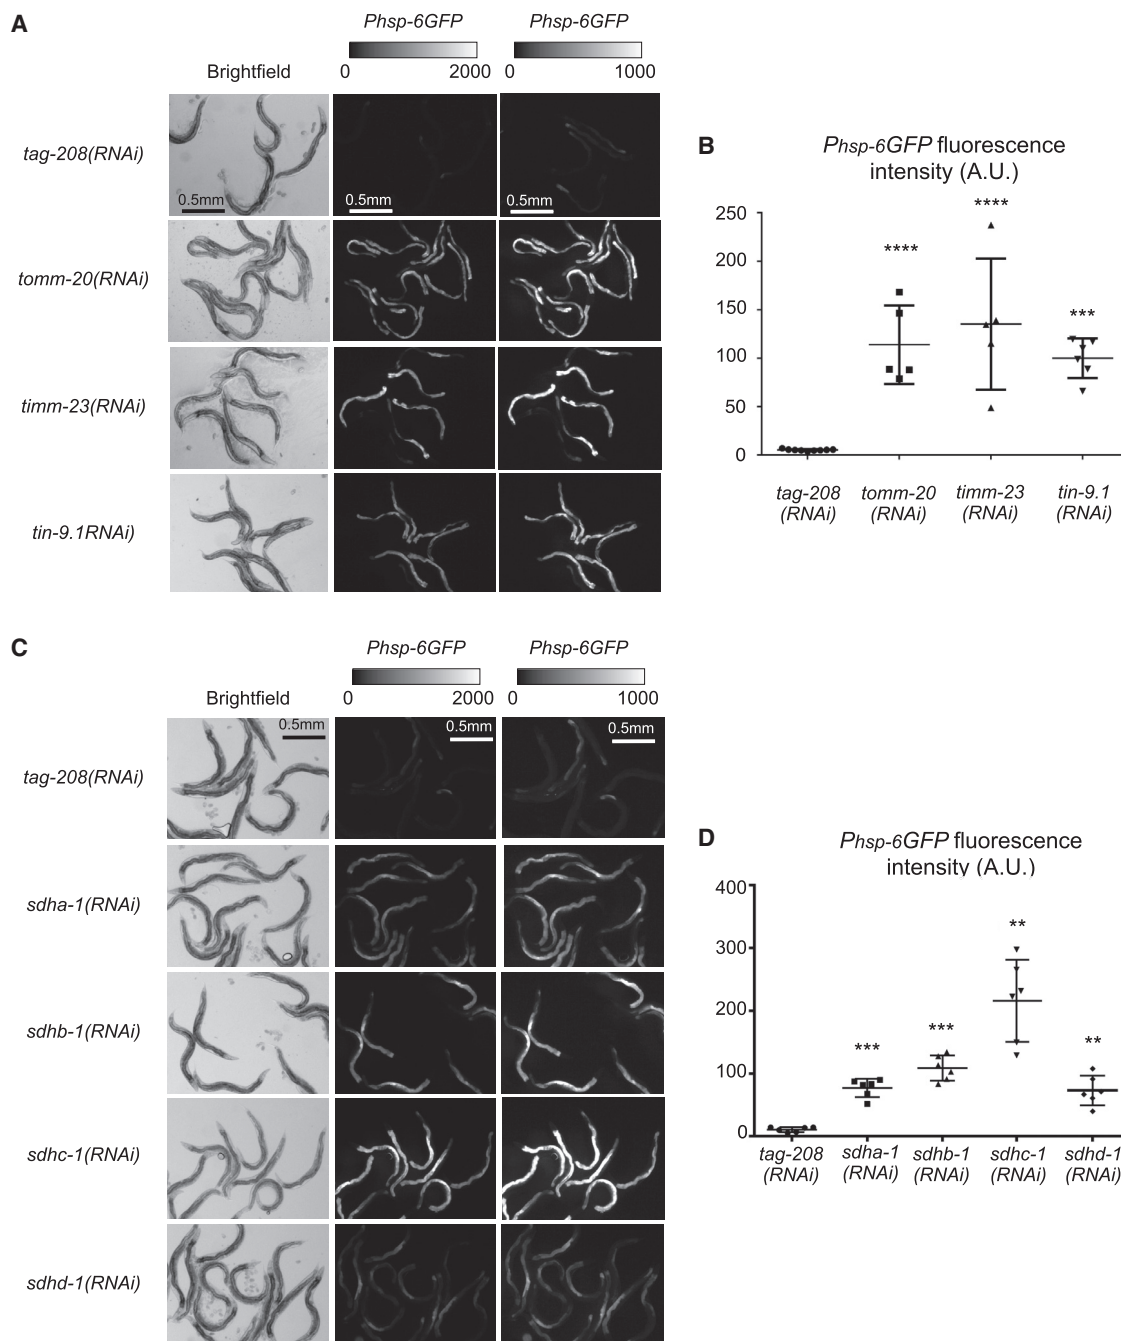 A
Phsp-6GFP Phsp-6GFP
Brightfield 0 2000 0 1000
tag-208(RNAi)
0.5mm 0.5mm 0.5mm
tomm-20(RNAi)
timm-23(RNAi)
tin-9.1RNAi)
B
Phsp-6GFP fluorescence
intensity (A.U.)
250
200
150
100
50
0
****
****
***
tag-208 tomm-20 timm-23 tin-9.1
(RNAi) (RNAi) (RNAi) (RNAi)
C
Phsp-6GFP Phsp-6GFP
Brightfield 0 2000 0 1000
0.5mm 0.5mm 0.5mm
tag-208(RNAi)
sdha-1(RNAi)
sdhb-1(RNAi)
sdhc-1(RNAi)
sdhd-1(RNAi)
D
Phsp-6GFP fluorescence
intensity (A.U.)
400
300
200
100
0
***
***
**
**
tag-208 sdha-1 sdhb-1 sdhc-1 sdhd-1
(RNAi) (RNAi) (RNAi) (RNAi) (RNAi)